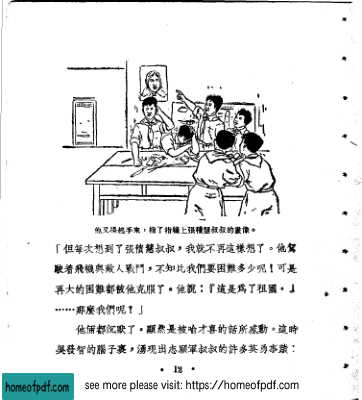 他又揚起手來，指了指牆上張積慧叔叔的畫像。
「但每次想到了張積慧叔叔，我就不再這樣想了。他駕
駛着飛機與敵人戰鬥，不知比我們要困難多少呢！可是
再大的困難都被他克服了。他說：『這是爲了祖國。』
……那麼我們呢？」
他倆都沉默了。顯然是被哈才喜的話所感動。這時
吳發智的腦子裏，湧現出志願軍叔叔的許多英勇事蹟：
• 12 •
homeofpdf.com
see more please visit: https://homeofpdf.com